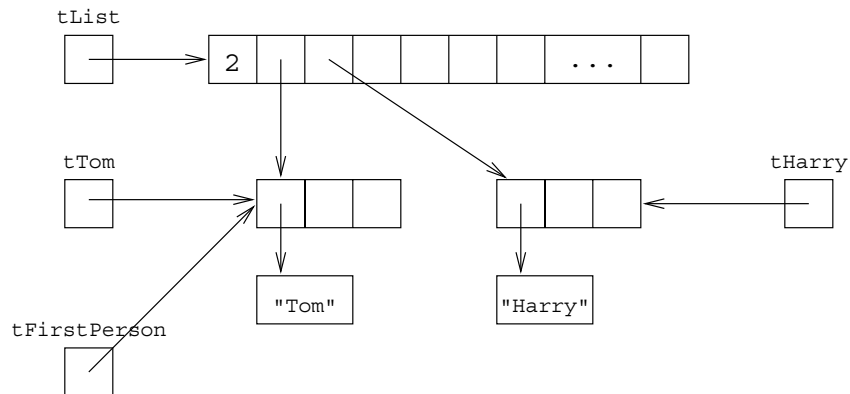 tList
2 ...
tTom tHarry
"Tom" "Harry"
tFirstPerson